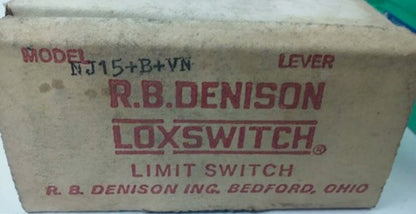 MODEL NJ15+B+VN LEVER
R.B.DENISON
LOXSWITCH®
LIMIT SWITCH
R. B. DENISON INC. BEDFORD, OHIO